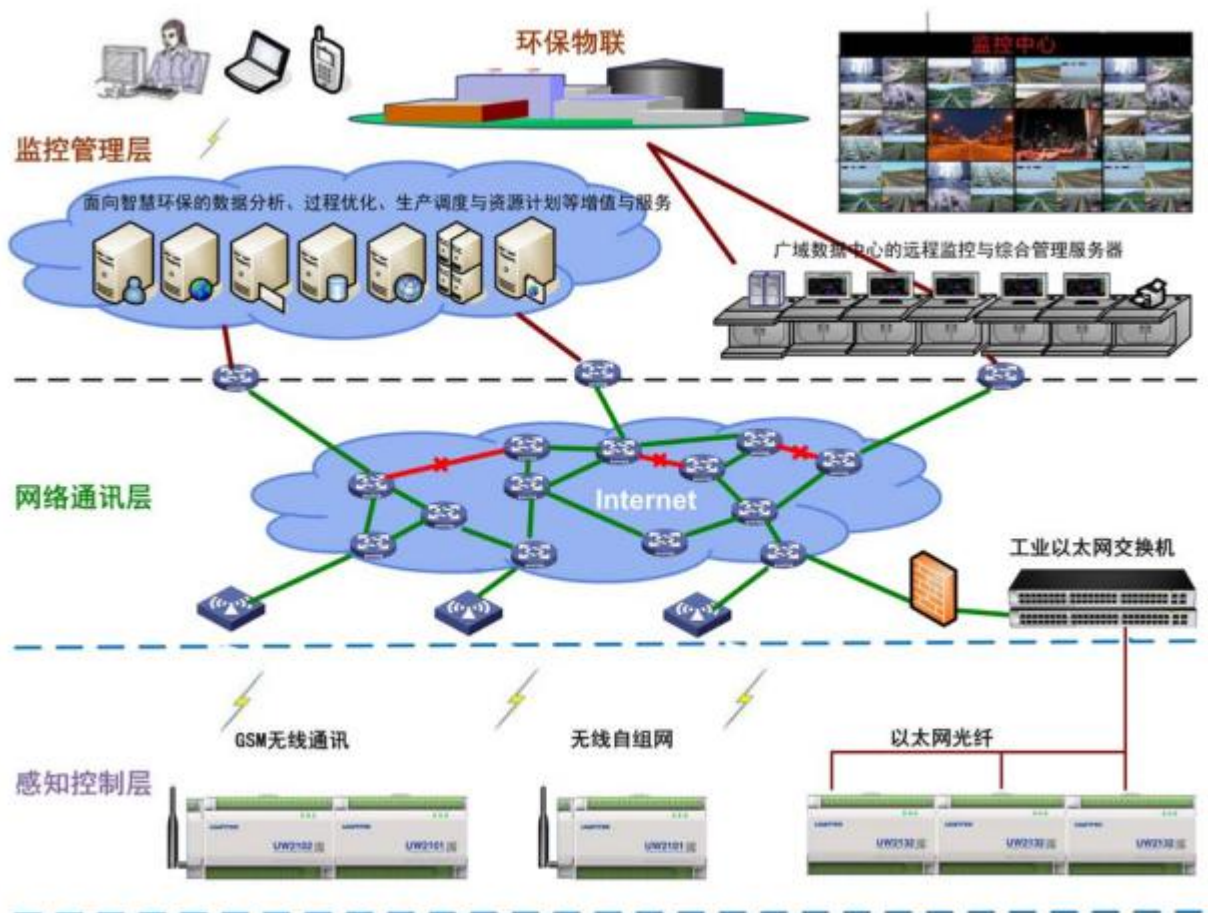 环保物联
监控中心
监控管理层
面向智慧环保的数据分析、过程优化、生产调度与资源计划等增值与服务
广域数据中心的远程监控与综合管理服务器
网络通讯层
Internet
工业以太网交换机
GSM无线通讯
无线自组网
以太网光纤
感知控制层
UW2102
UW2101
UW2101
UW2132
UW2132
UW2132